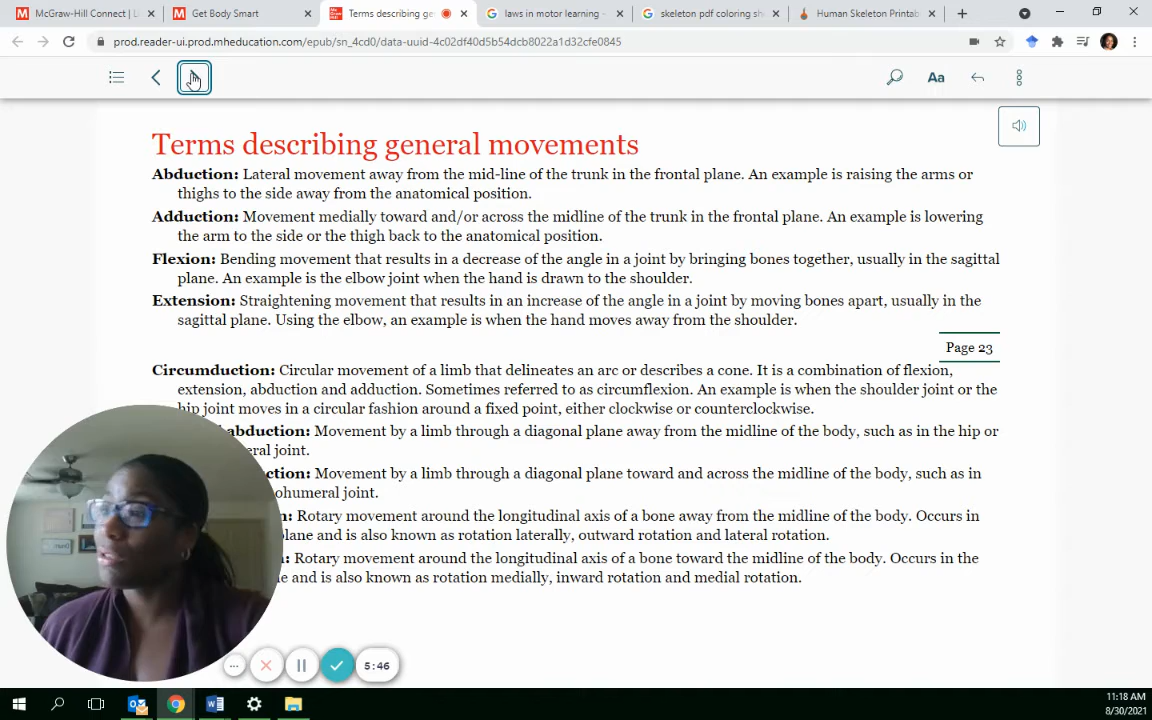 McGraw-Hill Connect | L
Get Body Smart
Terms describing ge
laws in motor learning -
skeleton pdf coloring sh
Human Skeleton Printab
prod.reader-ui.prod.mheducation.com/epub/sn_4cd0/data-uuid-4c02df40d5b54dcb8022a1d32cfe0845
Aa
Terms describing general movements
Abduction: Lateral movement away from the mid-line of the trunk in the frontal plane. An example is raising the arms or
thighs to the side away from the anatomical position.
Adduction: Movement medially toward and/or across the midline of the trunk in the frontal plane. An example is lowering
the arm to the side or the thigh back to the anatomical position.
Flexion: Bending movement that results in a decrease of the angle in a joint by bringing bones together, usually in the sagittal
plane. An example is the elbow joint when the hand is drawn to the shoulder.
Extension: Straightening movement that results in an increase of the angle in a joint by moving bones apart, usually in the
sagittal plane. Using the elbow, an example is when the hand moves away from the shoulder.
Page 23
Circumduction: Circular movement of a limb that delineates an arc or describes a cone. It is a combination of flexion,
extension, abduction and adduction. Sometimes referred to as circumflexion. An example is when the shoulder joint or the
hip joint moves in a circular fashion around a fixed point, either clockwise or counterclockwise.
abduction: Movement by a limb through a diagonal plane away from the midline of the body, such as in the hip or
eral joint.
ction: Movement by a limb through a diagonal plane toward and across the midline of the body, such as in
ohumeral joint.
n: Rotary movement around the longitudinal axis of a bone away from the midline of the body. Occurs in
plane and is also known as rotation laterally, outward rotation and lateral rotation.
: Rotary movement around the longitudinal axis of a bone toward the midline of the body. Occurs in the
e and is also known as rotation medially, inward rotation and medial rotation.
5:46
11:18 AM
8/30/2021